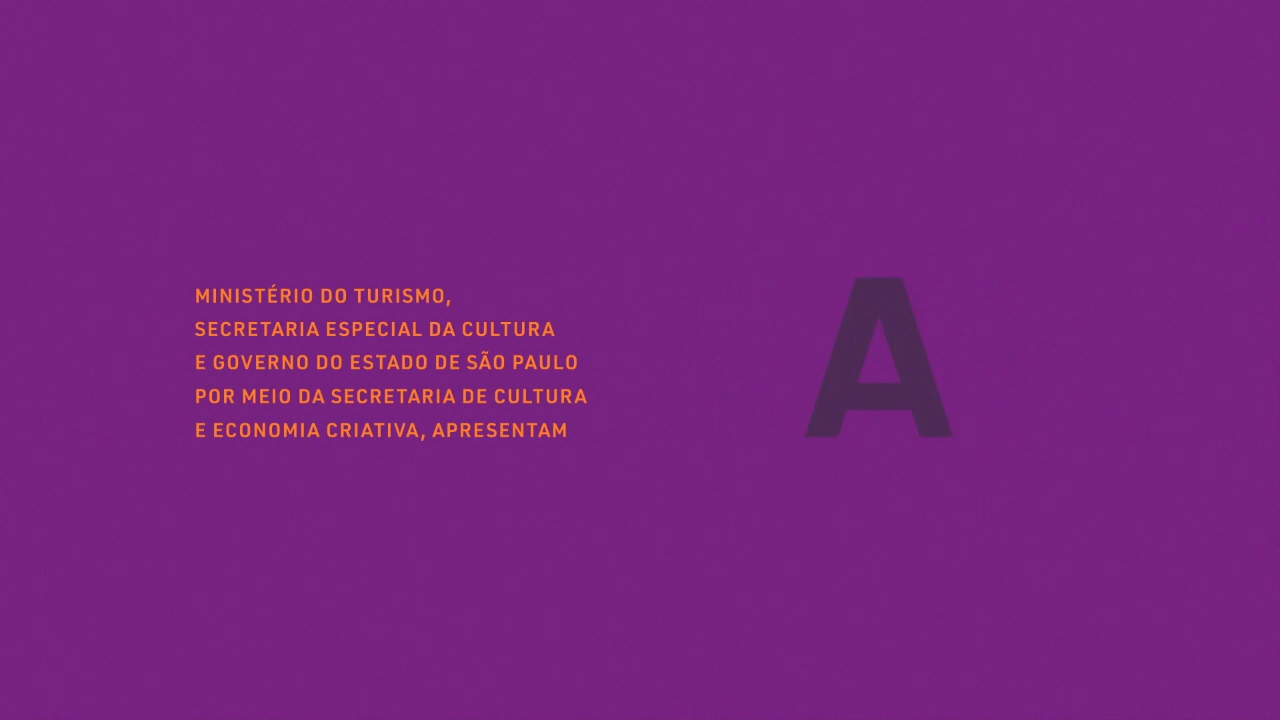 MINISTÉRIO DO TURISMO,
SECRETARIA ESPECIAL DA CULTURA
E GOVERNO DO ESTADO DE SÃO PAULO
POR MEIO DA SECRETARIA DE CULTURA
E ECONOMIA CRIATIVA, APRESENTAM
A